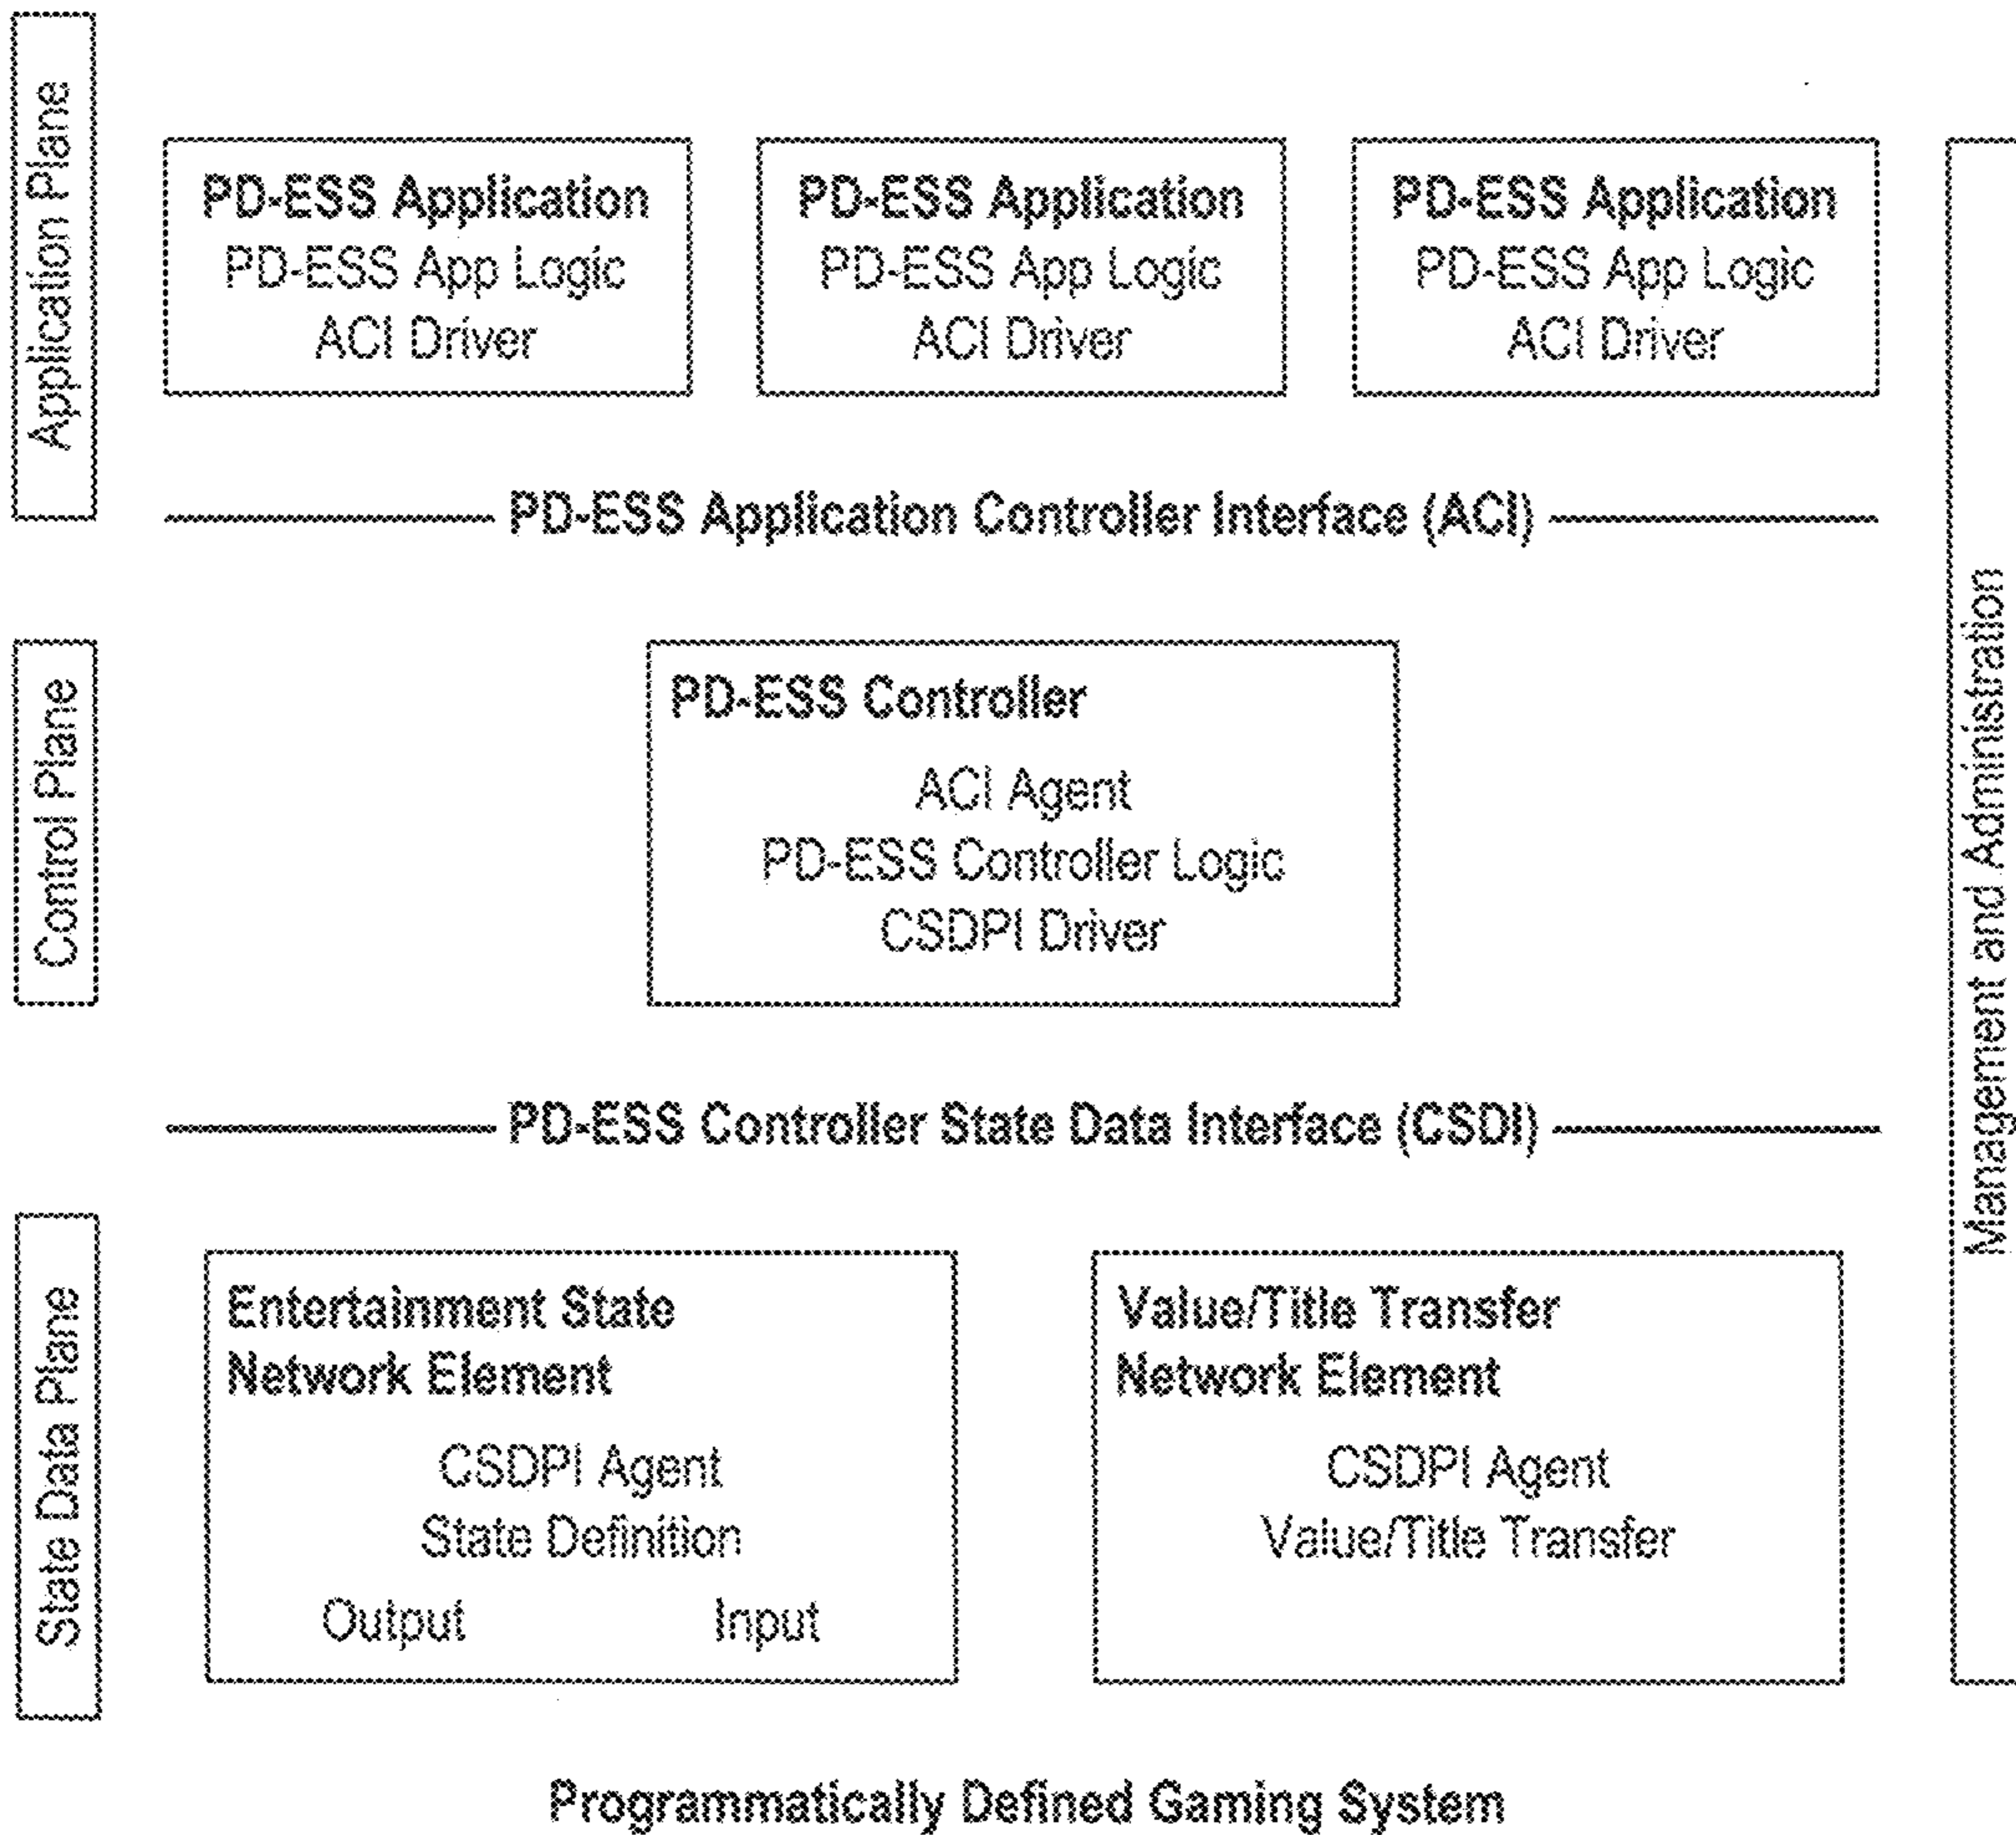 Application Plane
PD-ESS Application
PD-ESS App Logic
ACI Driver
PD-ESS Application
PD-ESS App Logic
ACI Driver
PD-ESS Application
PD-ESS App Logic
ACI Driver
PD-ESS Application Controller Interface (ACI)
Control Plane
PD-ESS Controller
ACI Agent
PD-ESS Controller Logic
CSDPI Driver
PD-ESS Controller State Data Interface (CSDI)
State Data Plane
Entertainment State
Network Element
CSDPI Agent
State Definition
Output Input
Value/Title Transfer
Network Element
CSDPI Agent
Value/Title Transfer
Management and Administration
Programmatically Defined Gaming System